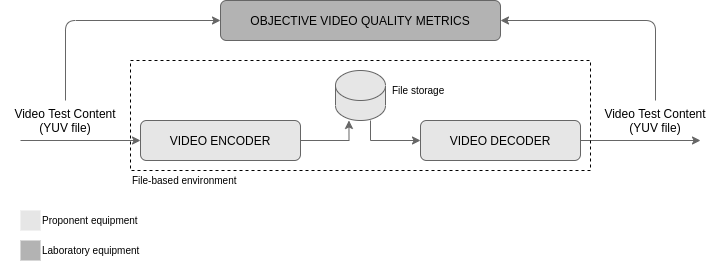 OBJECTIVE VIDEO QUALITY METRICS
File storage
Video Test Content
(YUV file)
Video Test Content
(YUV file)
VIDEO ENCODER
VIDEO DECODER
File-based environment
Proponent equipment
Laboratory equipment